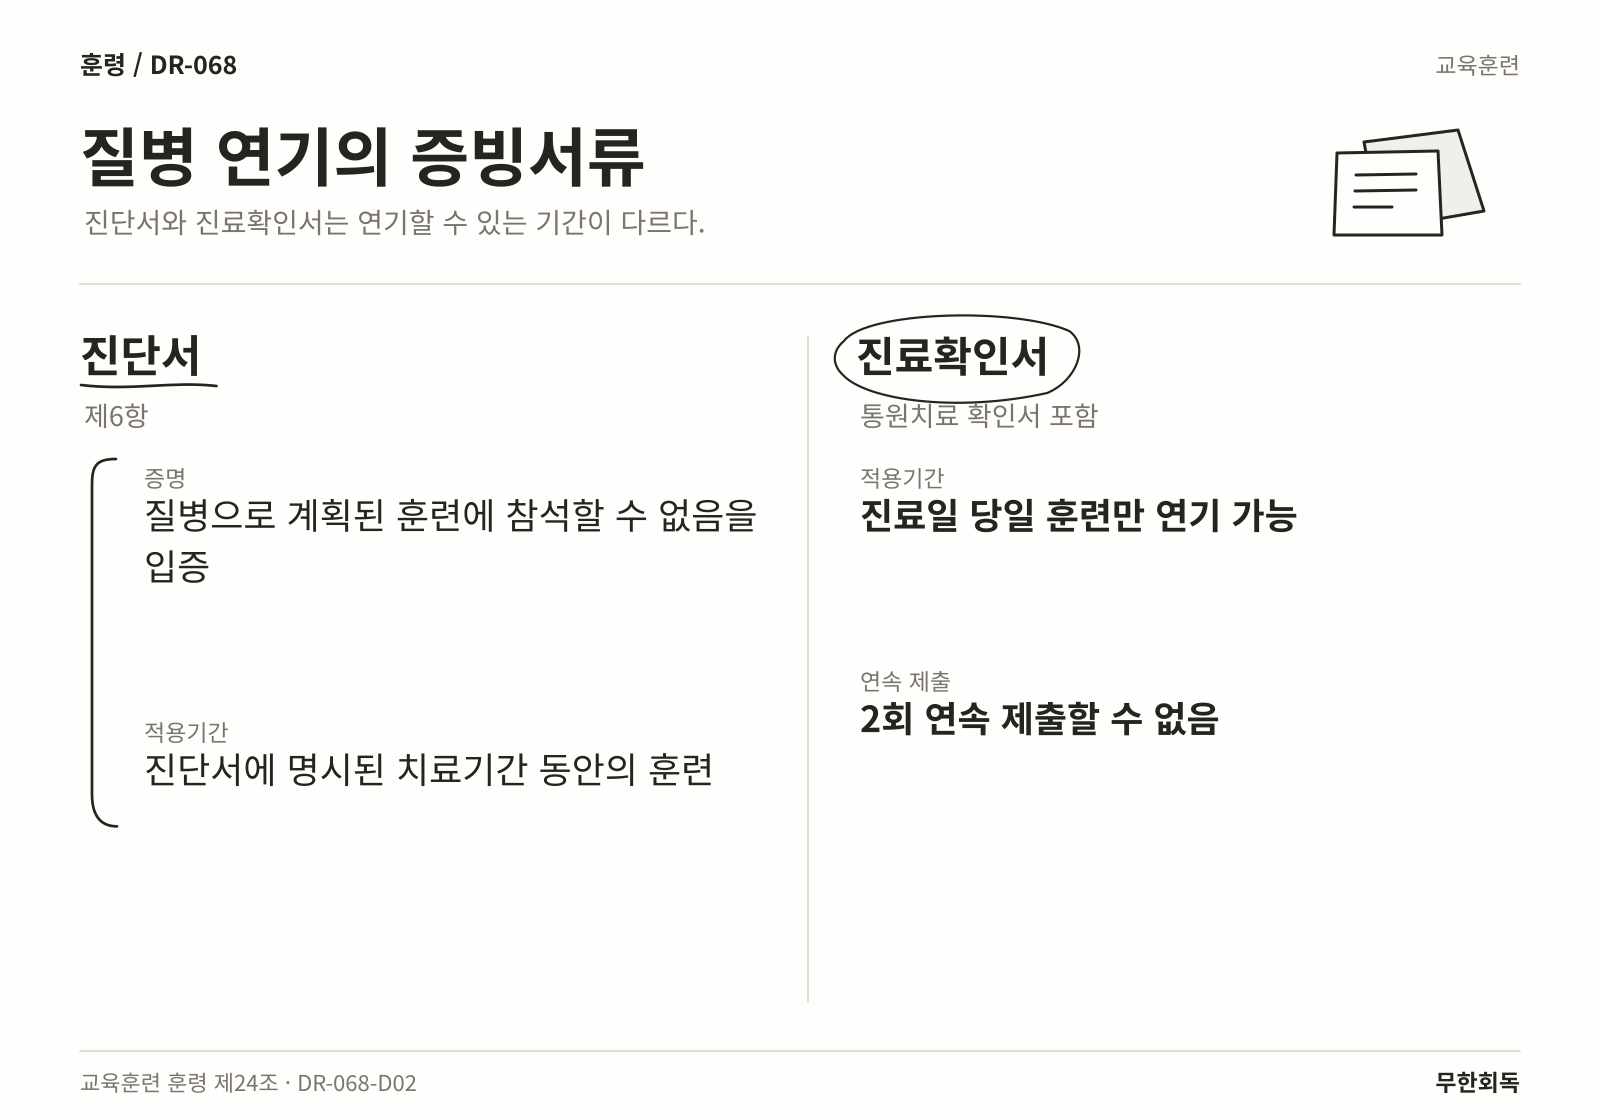 훈령 / DR-068
교육훈련
질병 연기의 증빙서류
진단서와 진료확인서는 연기할 수 있는 기간이 다르다.
진단서
제6항
증명
질병으로 계획된 훈련에 참석할 수 없음을
입증
적용기간
진단서에 명시된 치료기간 동안의 훈련
진료확인서
통원치료 확인서 포함
적용기간
진료일 당일 훈련만 연기 가능
연속 제출
2회 연속 제출할 수 없음
교육훈련 훈령 제24조 · DR-068-D02
무한회독